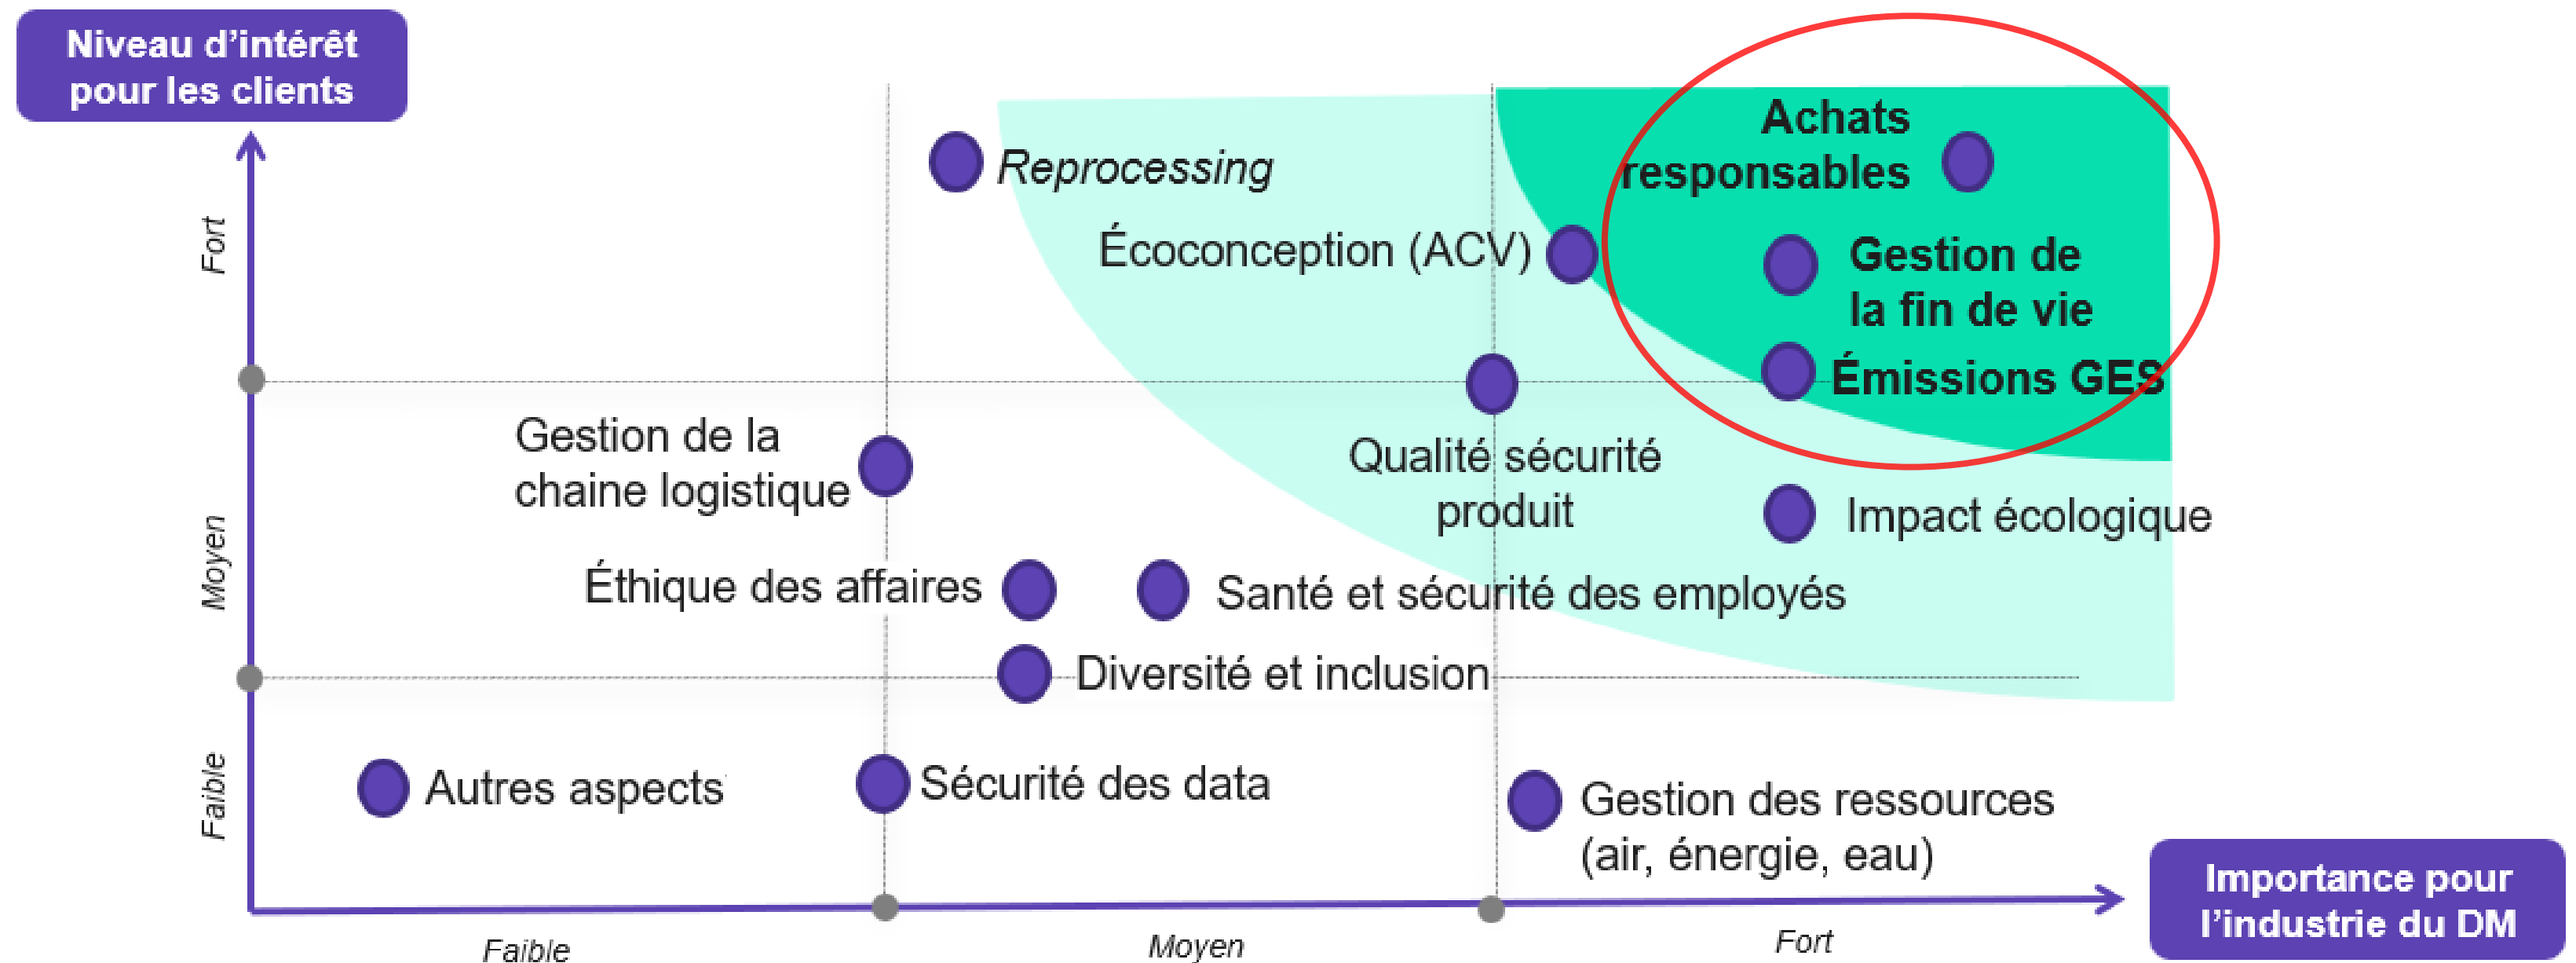 Niveau d'intérêt
pour les clients
Fort
Moyen
Faible
Reprocessing
Achats
responsables
Écoconception (ACV)
Gestion de
la fin de vie
Émissions GES
Gestion de la
chaine logistique
Qualité sécurité
produit
Impact écologique
Éthique des affaires
Santé et sécurité des employés
Diversité et inclusion
Autres aspects
Sécurité des data
Gestion des ressources
(air, énergie, eau)
Faible
Moyen
Fort
Importance pour
l'industrie du DM